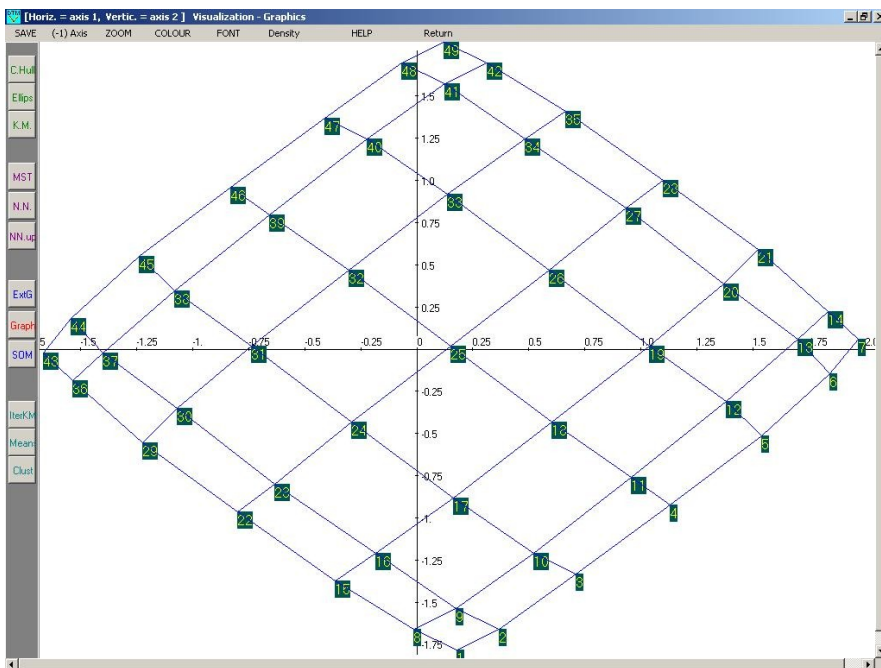 [Horiz. = axis 1, Vertic. = axis 2 ] Visualization - Graphics
SAVE (-1) Axis ZOOM COLOUR FONT Density HELP Return
C.Hull
Ellips
K.M.
MST
N.N.
NN.up
ExtG
Graph
SOM
IterKM
Means
Clust
49
48 42
41
1.5
35
47
34
1.25
40
1.0
23
46 33
27
39 0.75
21
45 0.5
32 26
20
33
0.25
14
44
5 -1.5 -1.25 -1.0 -0.75 -0.5 -0.25 0.25 0.5 0.75 1.0 1.25 1.5 1.75 2.0
43 37 31 25 19 13 7
36 -0.25 6
30 12
24 -0.5 18
29 5
-0.75
23 11
17
22 -1. 4
16 -1.25 10
15 3
-1.5
9
8 2
-1.75
1